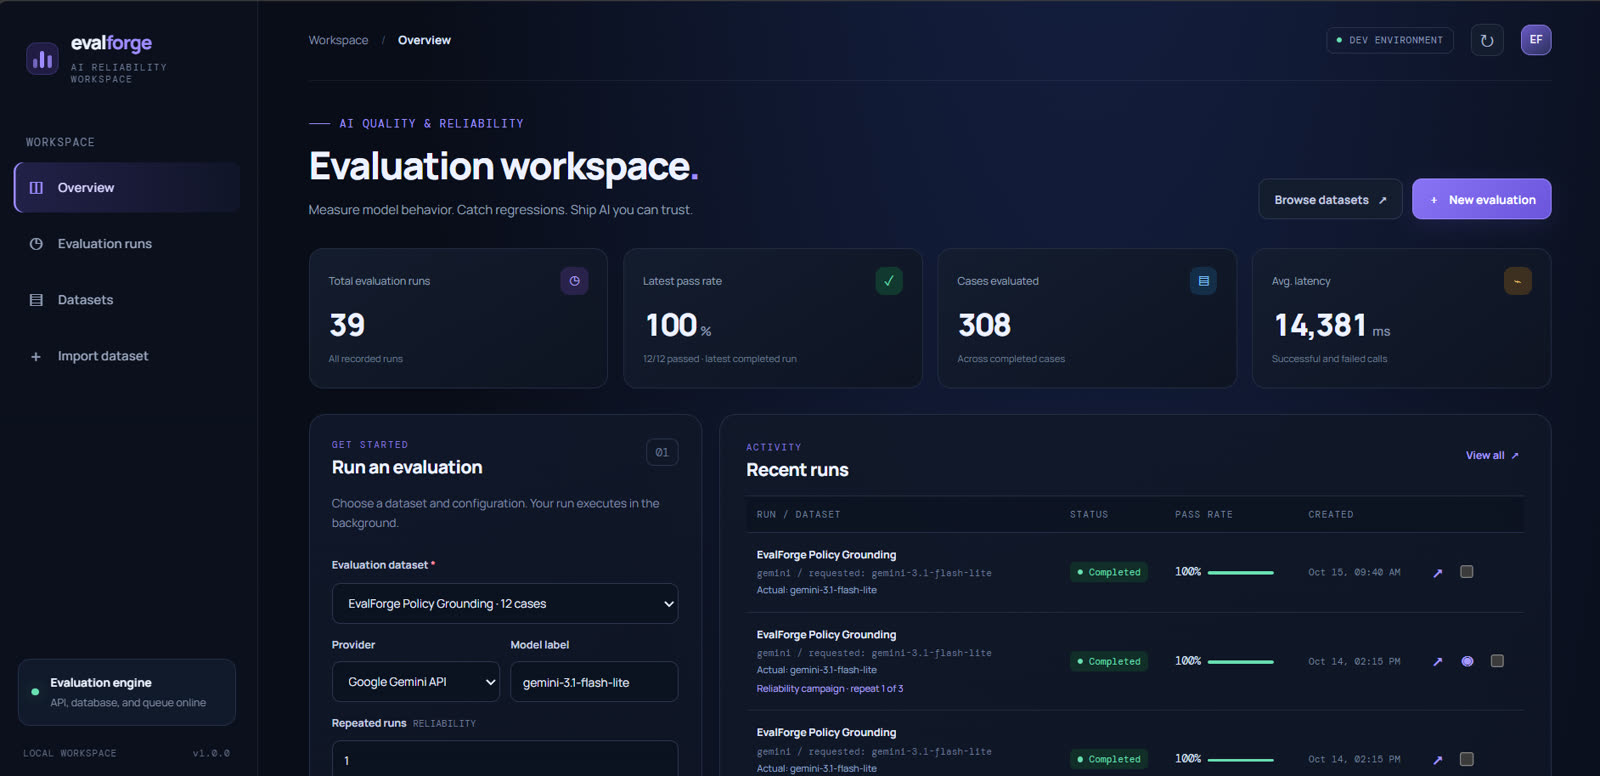 evalforge
AI RELIABILITY
WORKSPACE
WORKSPACE
Overview
Evaluation runs
Datasets
Import dataset
Evaluation engine
API, database, and queue online
LOCAL WORKSPACE v1.0.0
Workspace / Overview
DEV ENVIRONMENT
EF
AI QUALITY & RELIABILITY
Evaluation workspace.
Measure model behavior. Catch regressions. Ship AI you can trust.
Browse datasets ↗
+ New evaluation
Total evaluation runs
39
All recorded runs
Latest pass rate
✓
100 %
12/12 passed · latest completed run
Cases evaluated
308
Across completed cases
Avg. latency
14,381 ms
Successful and failed calls
GET STARTED
Run an evaluation
01
Choose a dataset and configuration. Your run executes in the
background.
Evaluation dataset *
EvalForge Policy Grounding · 12 cases
Provider
Model label
Google Gemini API
gemini-3.1-flash-lite
Repeated runs RELIABILITY
1
ACTIVITY
Recent runs
View all ↗
RUN / DATASET STATUS PASS RATE CREATED
EvalForge Policy Grounding
gemini / requested: gemini-3.1-flash-lite
Actual: gemini-3.1-flash-lite
Completed
100%
Oct 15, 09:40 AM
↗
EvalForge Policy Grounding
gemini / requested: gemini-3.1-flash-lite
Actual: gemini-3.1-flash-lite
Reliability campaign · repeat 1 of 3
Completed
100%
Oct 14, 02:15 PM
↗
EvalForge Policy Grounding
gemini / requested: gemini-3.1-flash-lite
Actual: gemini-3.1-flash-lite
Completed
100%
Oct 14, 02:15 PM
↗